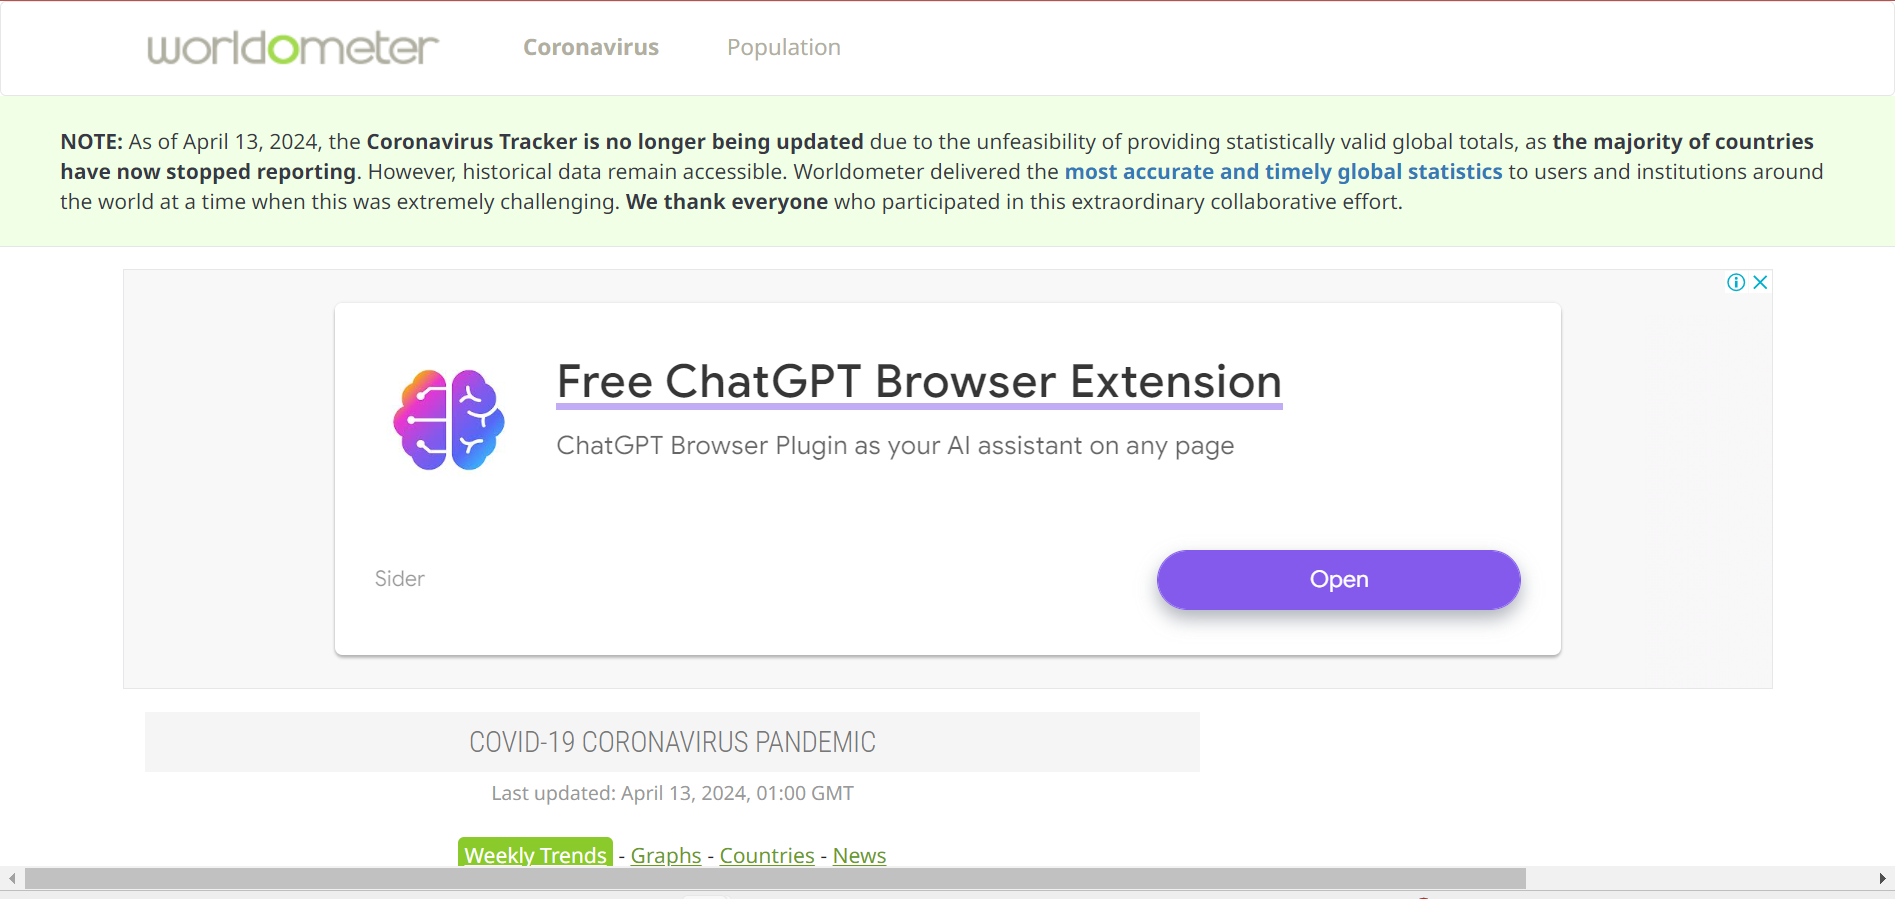 worldometer Coronavirus Population
NOTE: As of April 13, 2024, the Coronavirus Tracker is no longer being updated due to the unfeasibility of providing statistically valid global totals, as the majority of countries
have now stopped reporting. However, historical data remain accessible. Worldometer delivered the most accurate and timely global statistics to users and institutions around
the world at a time when this was extremely challenging. We thank everyone who participated in this extraordinary collaborative effort.
Free ChatGPT Browser Extension
ChatGPT Browser Plugin as your AI assistant on any page
Sider
Open
COVID-19 CORONAVIRUS PANDEMIC
Last updated: April 13, 2024, 01:00 GMT
Weekly Trends - Graphs - Countries - News